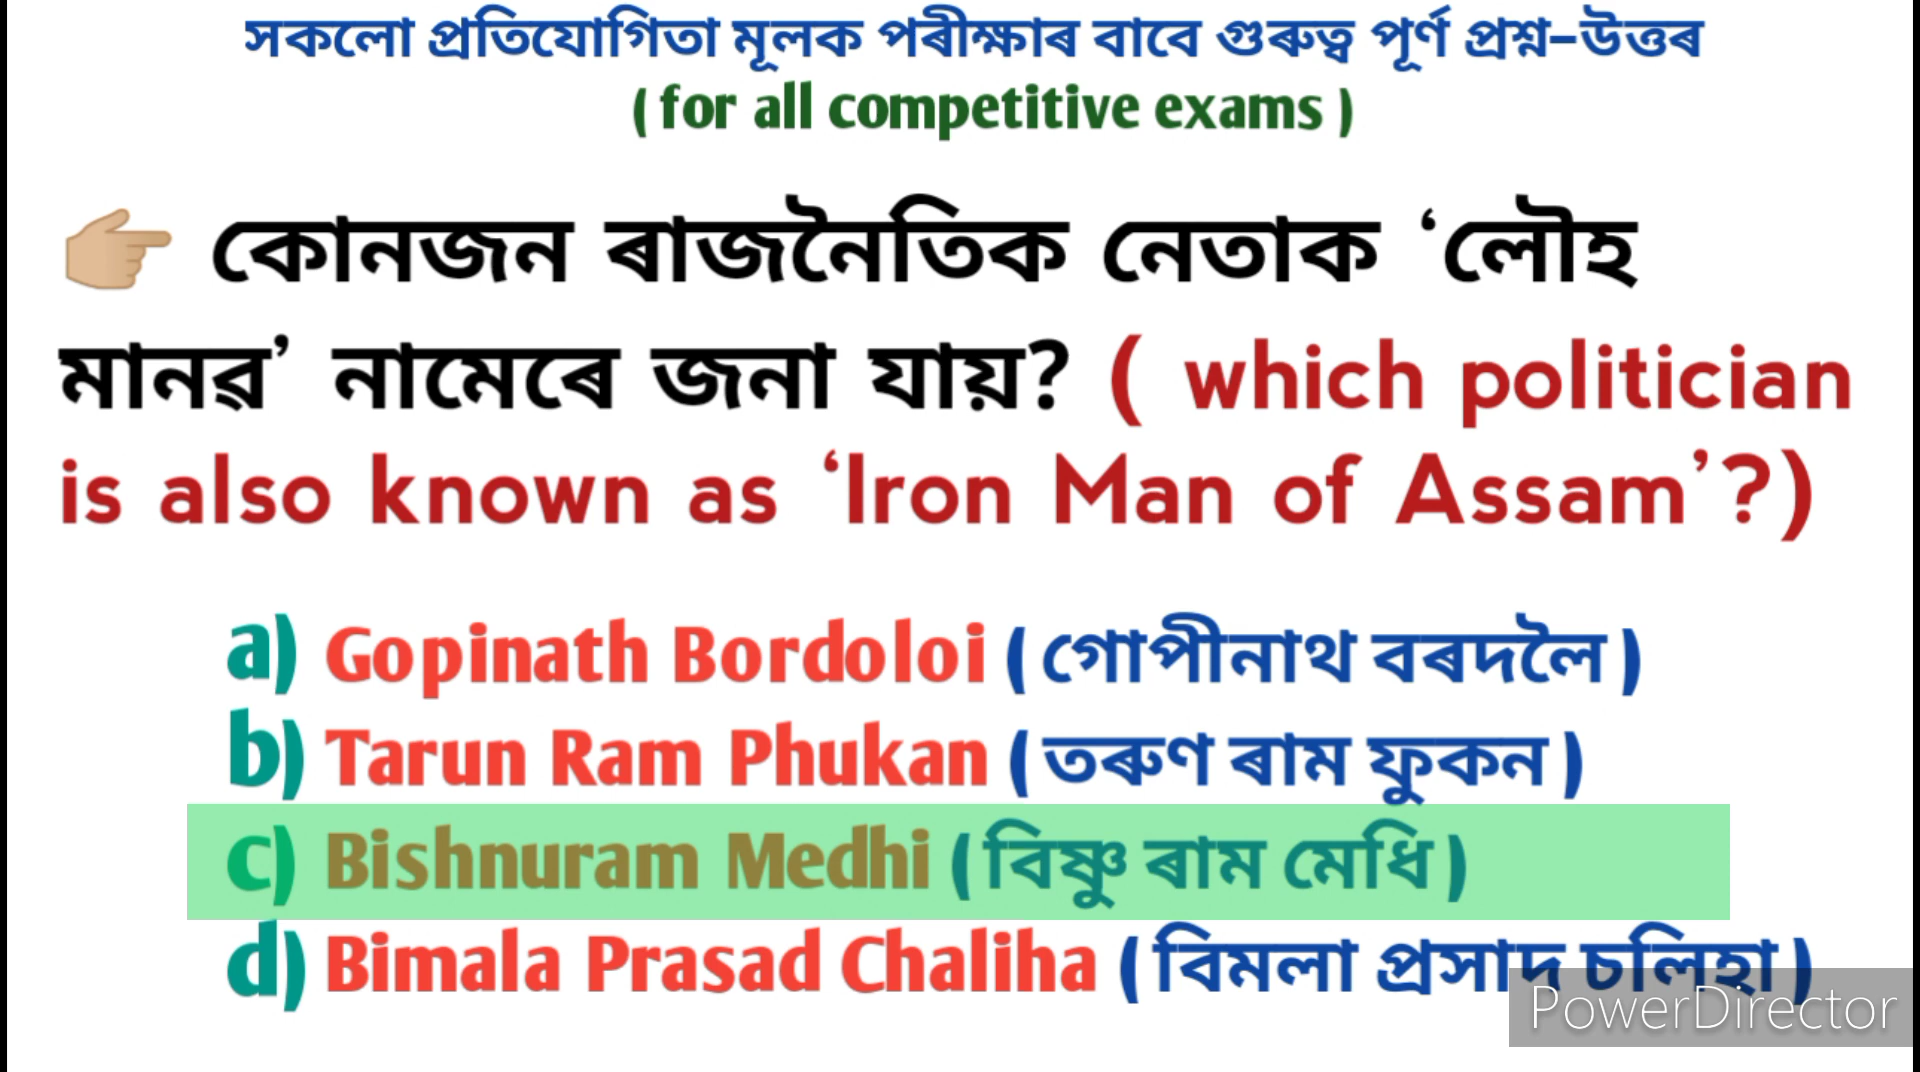 সকলো প্ৰতিযোগিতা মূলক পৰীক্ষাৰ বাবে গুৰুত্ব পূৰ্ণ প্ৰশ্ন-উত্তৰ
( for all competitive exams )
👉🏼 কোনজন ৰাজনৈতিক নেতাক ‘লৌহ
মানৱ’ নামেৰে জনা যায়? ( which politician
is also known as ‘Iron Man of Assam’?)
a) Gopinath Bordoloi ( গোপীনাথ বৰদলৈ )
b) Tarun Ram Phukan ( তৰুণ ৰাম ফুকন )
c) Bishnuram Medhi ( বিষ্ণু ৰাম মেধি )
d) Bimala Prasad Chaliha ( বিমলা প্ৰসাদ চলিহা )
PowerDirector